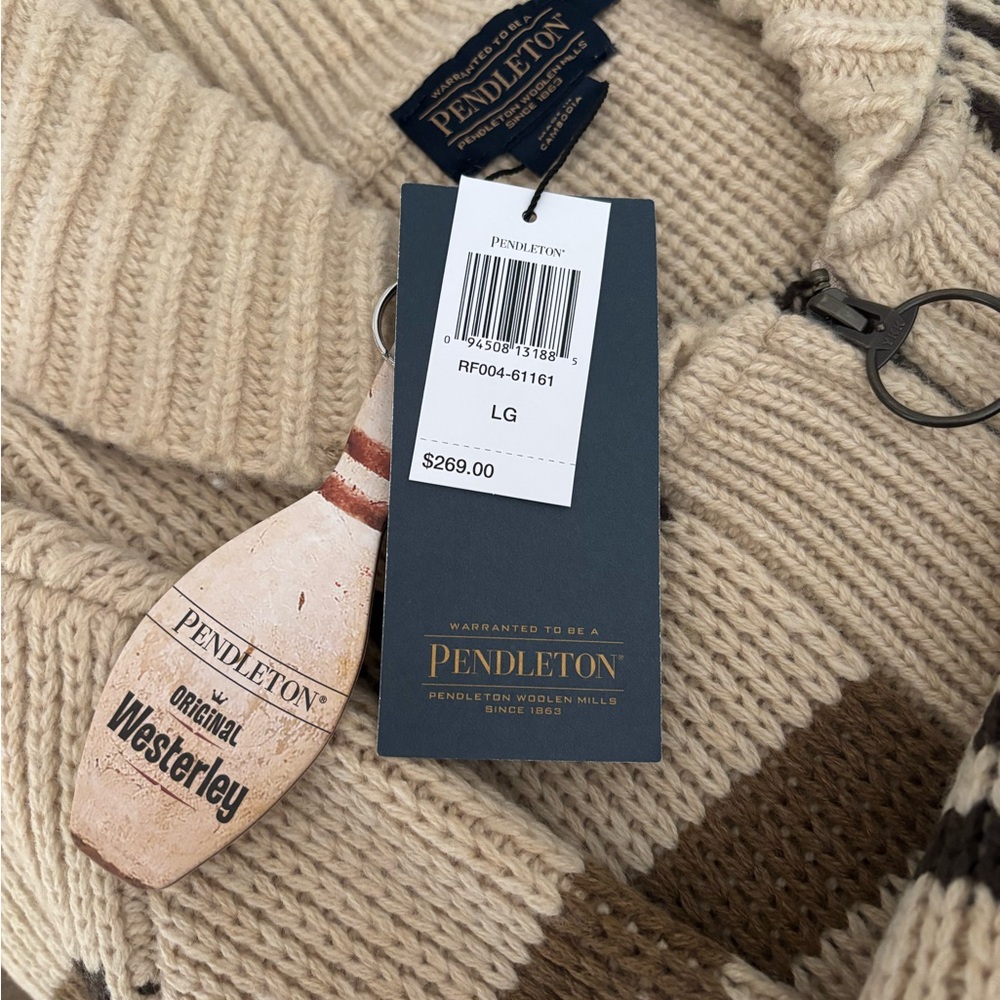 WARRANTED TO BE A
PENDLETON®
PENDLETON WOOLEN MILLS
SINCE 1863
MADE IN
CAMBODIA
PENDLETON®
0 94508 13188 5
RF004-61161
LG
$269.00
WARRANTED TO BE A
PENDLETON®
PENDLETON WOOLEN MILLS
SINCE 1863
PENDLETON®
ORIGINAL
Westerley